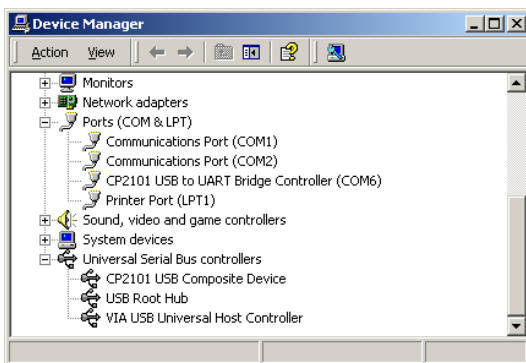 Device Manager
Action View
Monitors
Network adapters
Ports (COM & LPT)
Communications Port (COM1)
Communications Port (COM2)
CP2101 USB to UART Bridge Controller (COM6)
Printer Port (LPT1)
Sound, video and game controllers
System devices
Universal Serial Bus controllers
CP2101 USB Composite Device
USB Root Hub
VIA USB Universal Host Controller